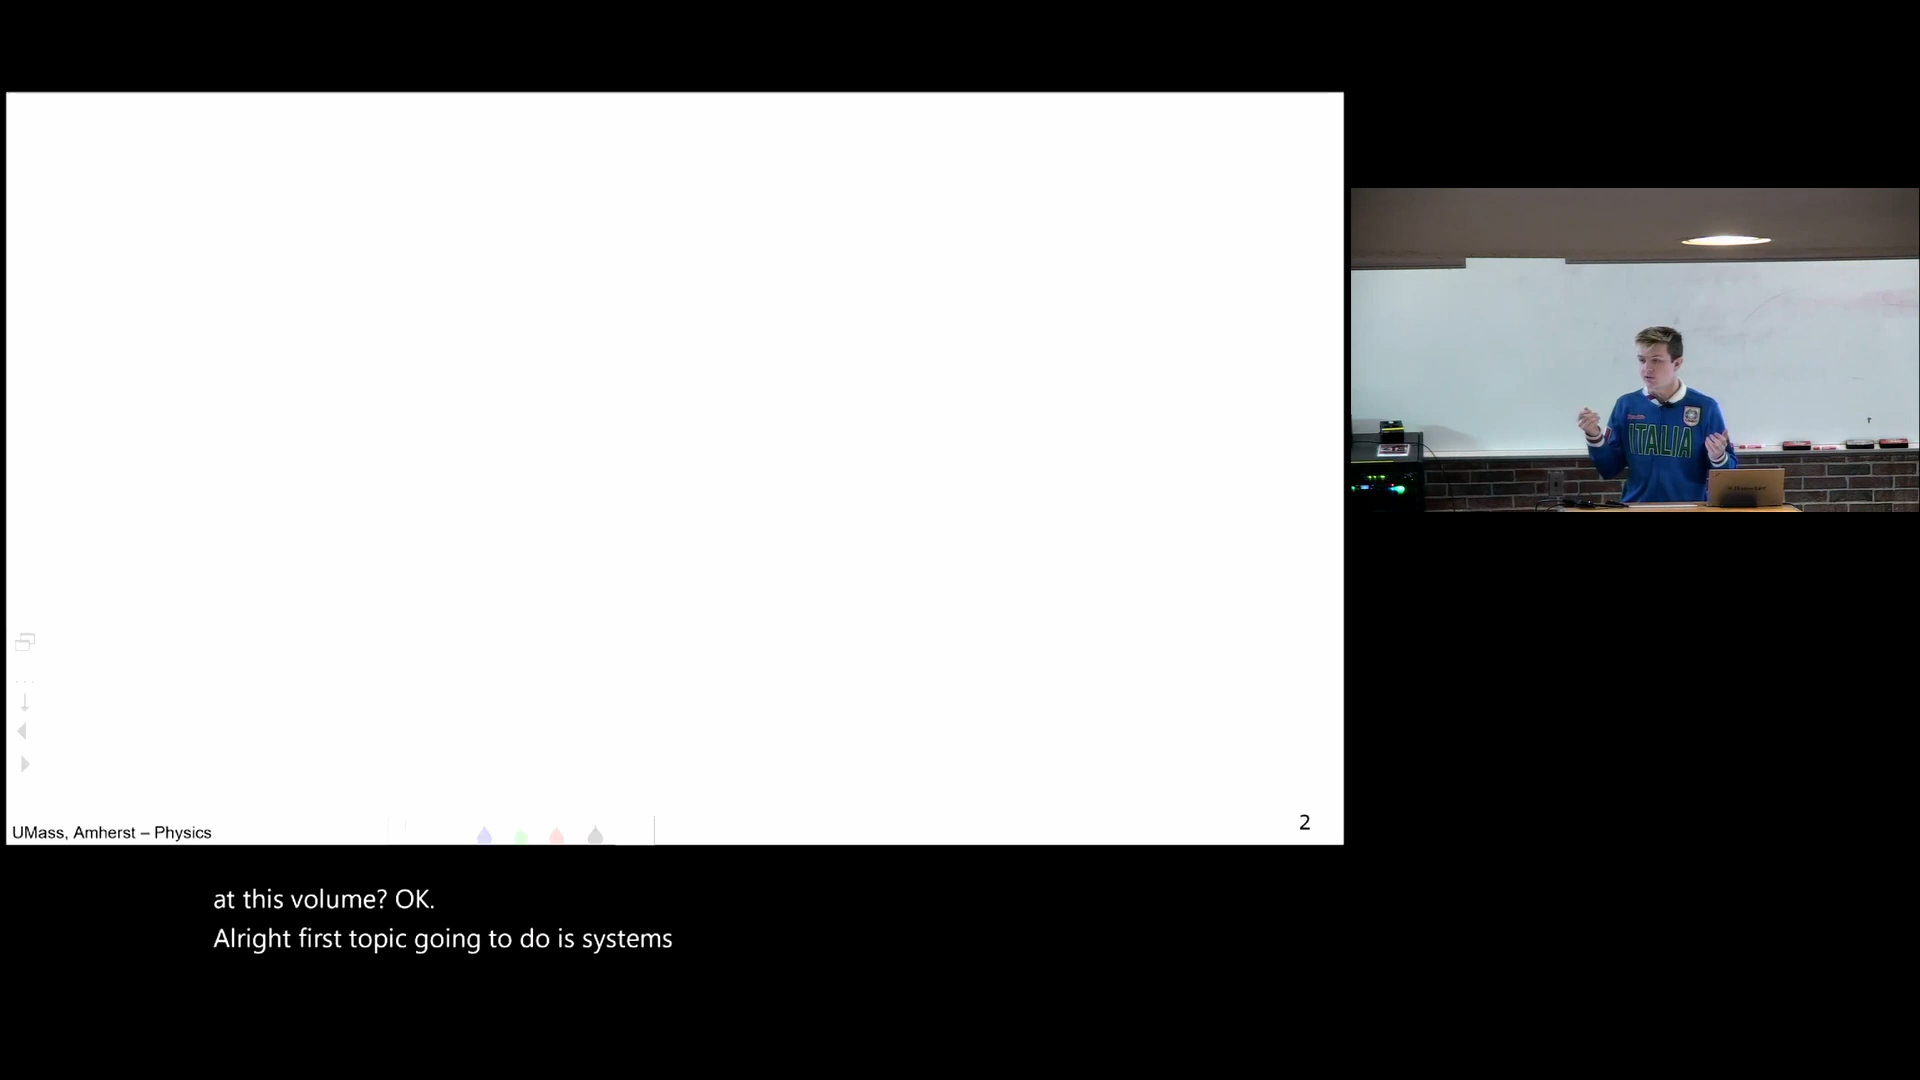 ITALIA
UMass, Amherst – Physics
2
at this volume? OK.
Alright first topic going to do is systems